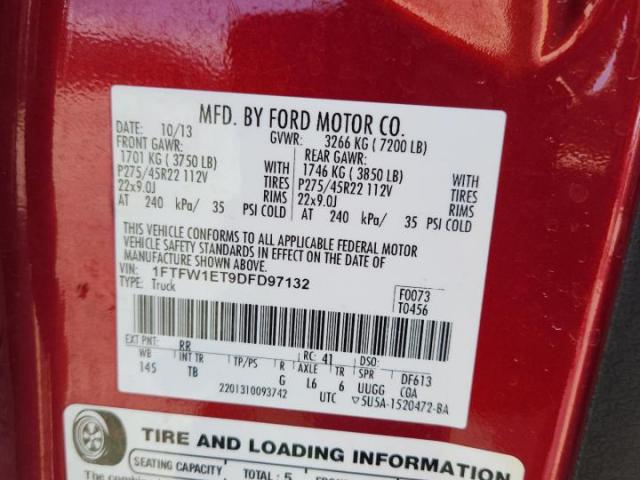 MFD. BY FORD MOTOR CO.
DATE: 10/13 GVWR: 3266 KG (7200 LB)
FRONT GAWR: REAR GAWR:
1701 KG (3750 LB) WITH 1746 KG (3850 LB) WITH
P275/45R22 112V TIRES P275/45R22 112V TIRES
22x9.0J RIMS 22x9.0J RIMS
AT 240 kPa/ 35 PSI COLD AT 240 kPa/ 35 PSI COLD
THIS VEHICLE CONFORMS TO ALL APPLICABLE FEDERAL MOTOR
VEHICLE SAFETY STANDARDS IN EFFECT ON THE DATE OF
MANUFACTURE SHOWN ABOVE.
VIN: 1FTFW1ET9DFD97132 F0073
TYPE: Truck T0456
EXT PNT: RR RC: 41 DSO:
WB INT TR TP/PS R AXLE TR SPR DF613
145 TB G L6 6 UUGG CGA
2201310093742 UTC ▽5U5A-1520472-BA
TIRE AND LOADING INFORMATION
SEATING CAPACITY TOTAL : 5
The combin